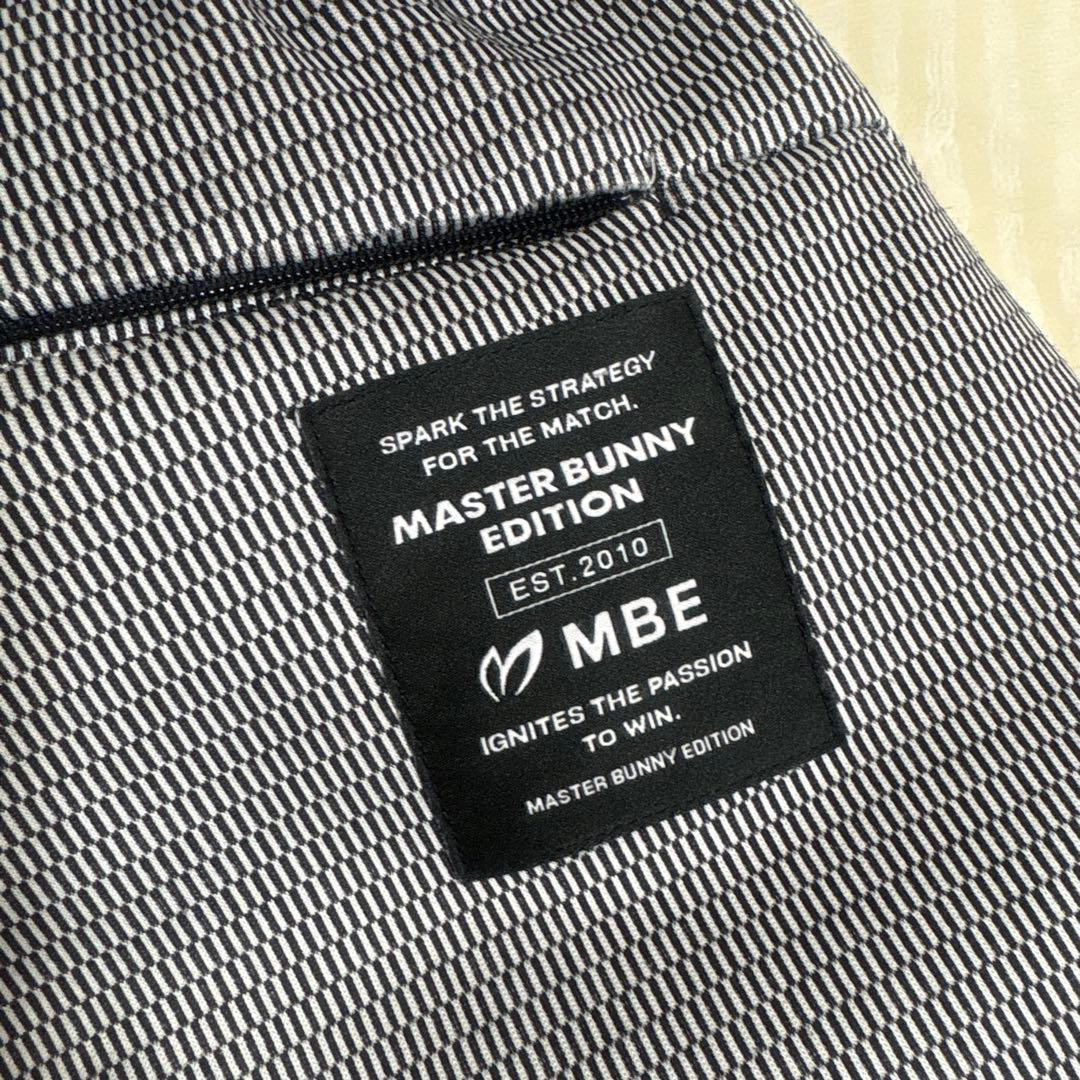 SPARK THE STRATEGY
FOR THE MATCH.
MASTER BUNNY
EDITION
EST.2010
MBE
IGNITES THE PASSION
TO WIN.
MASTER BUNNY EDITION